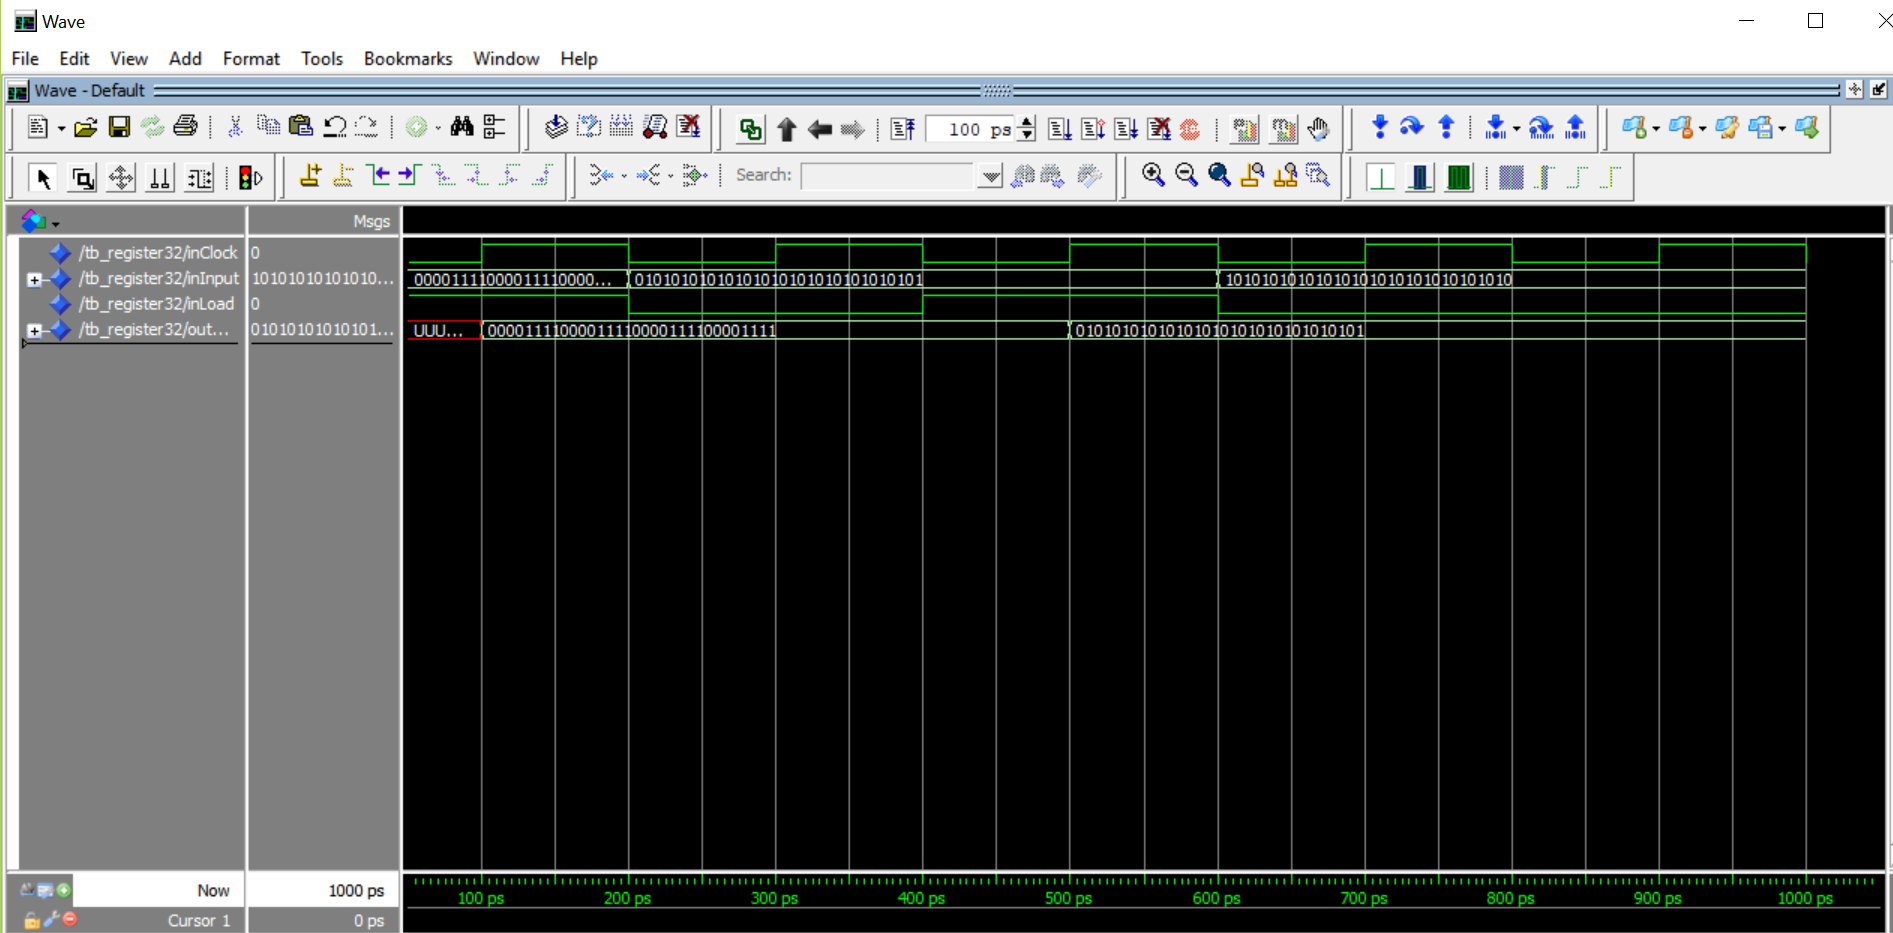 Wave
File Edit View Add Format Tools Bookmarks Window Help
Wave - Default
100 ps
Search:
Msgs
/tb_register32/inClock 0
/tb_register32/inInput 10101010101010... 00001111000011110000... 01010101010101010101010101010101 10101010101010101010101010101010
/tb_register32/inLoad 0
/tb_register32/out... 01010101010101... UUU... 00001111000011110000111100001111 01010101010101010101010101010101
Now 1000 ps
100 ps 200 ps 300 ps 400 ps 500 ps 600 ps 700 ps 800 ps 900 ps 1000 ps
Cursor 1 0 ps